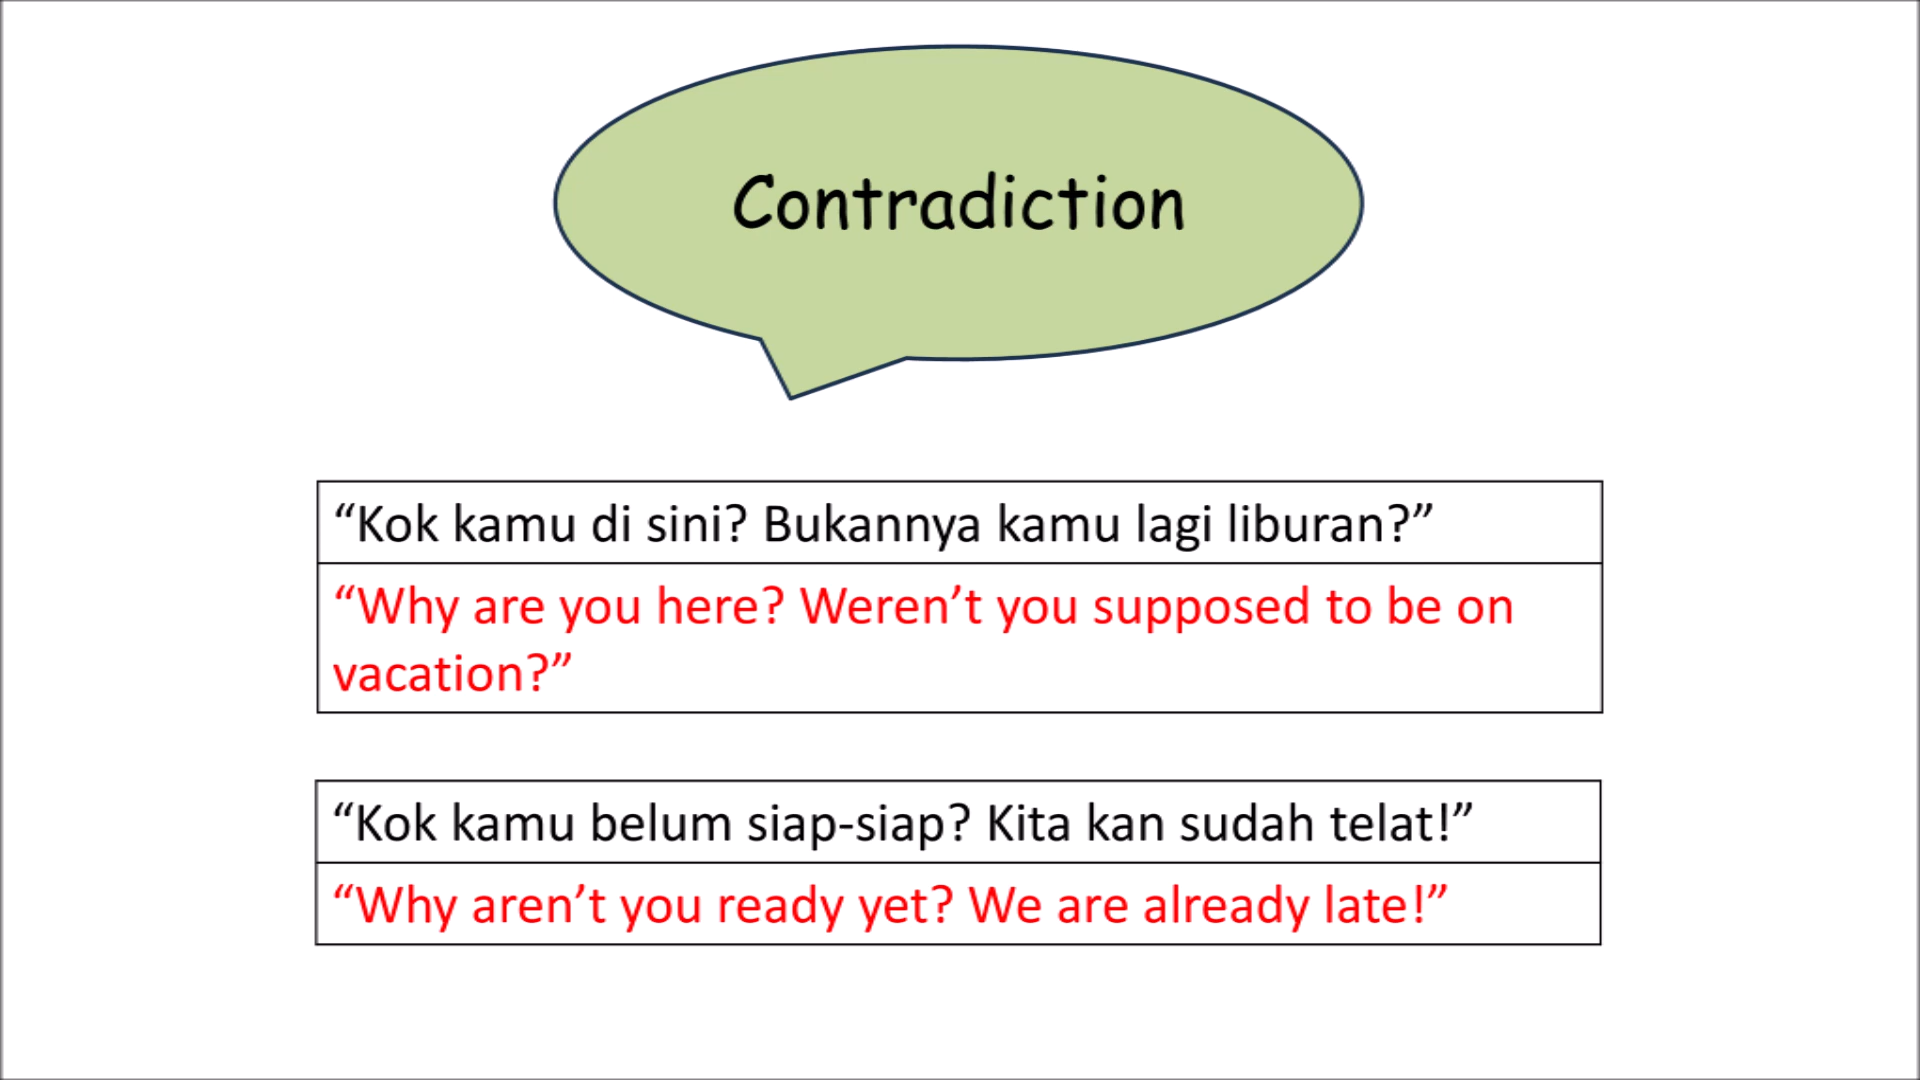 Contradiction
“Kok kamu di sini? Bukannya kamu lagi liburan?”
“Why are you here? Weren’t you supposed to be on
vacation?”
“Kok kamu belum siap-siap? Kita kan sudah telat!”
“Why aren’t you ready yet? We are already late!”